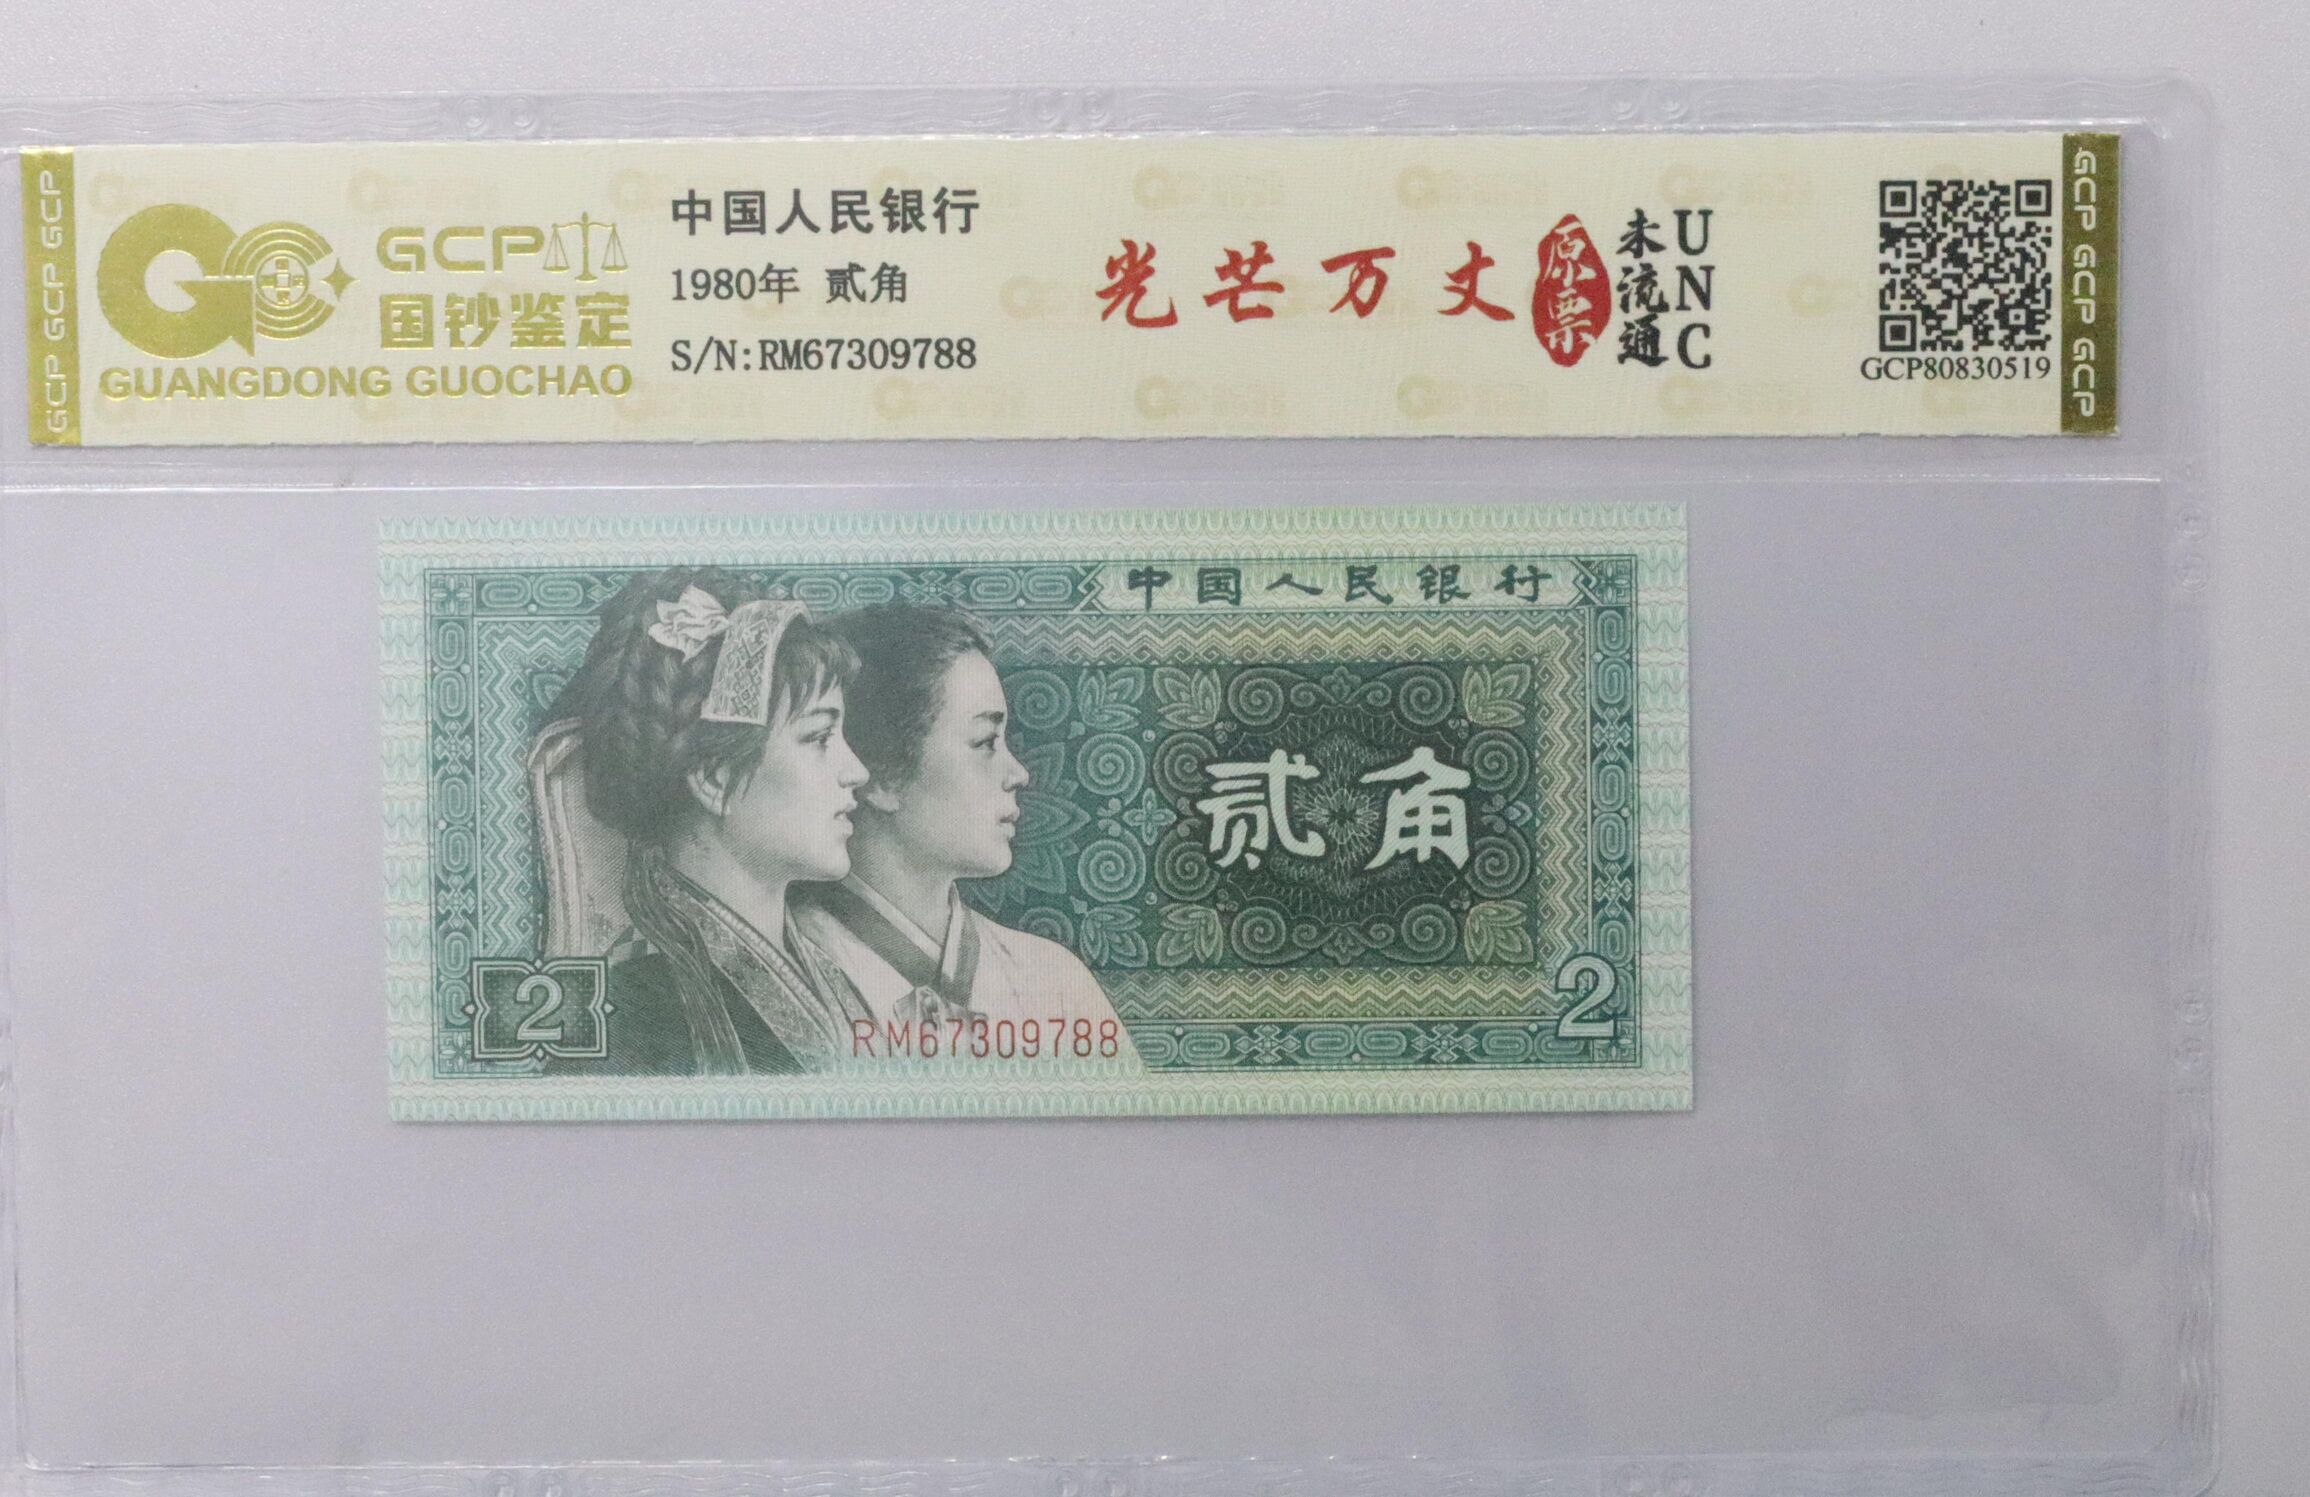 GCP GCP GCP
GCP
国钞鉴定
GUANGDONG GUOCHAO
中国人民银行
1980年 贰角
S/N:RM67309788
光芒万丈
原票
未流通
UNC
GCP80830519
GCP GCP GCP
中国人民银行
贰角
2
RM67309788
2